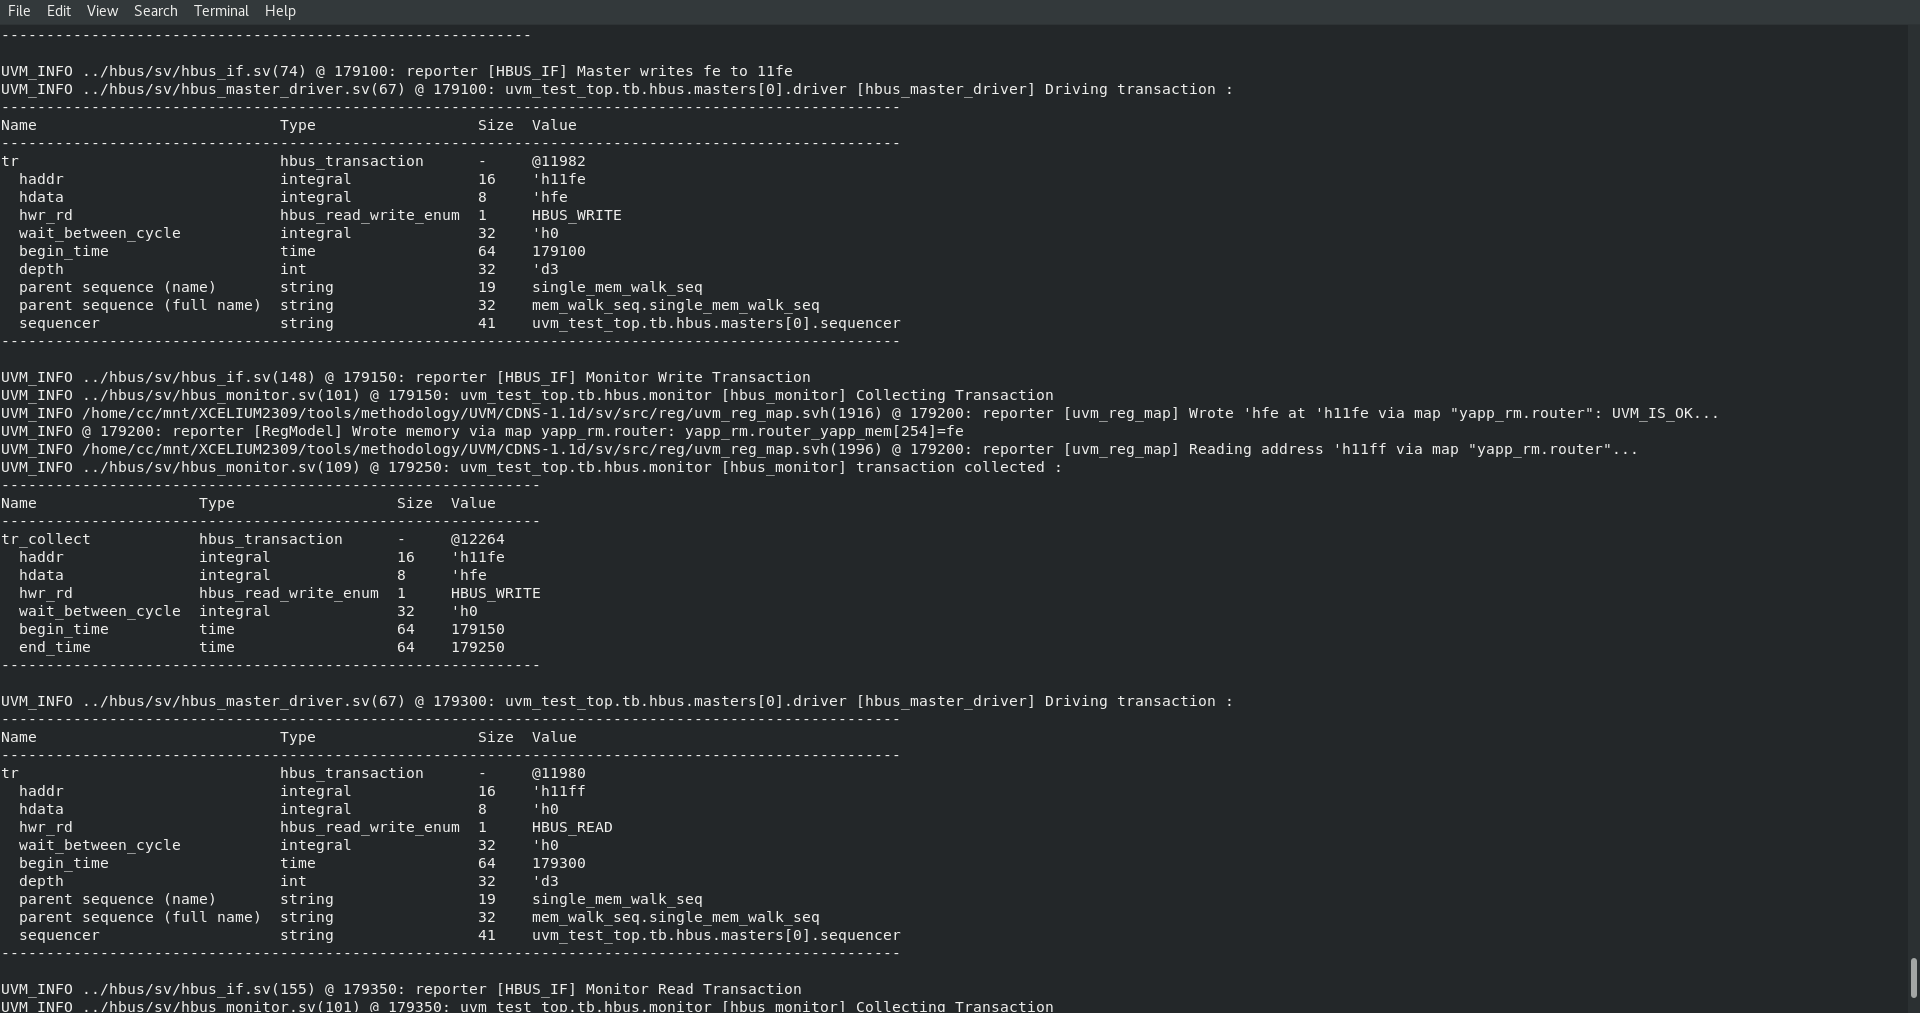 File Edit View Search Terminal Help
-----------------------------------------------------------
UVM_INFO ../hbus/sv/hbus_if.sv(74) @ 179100: reporter [HBUS_IF] Master writes fe to 11fe
UVM_INFO ../hbus/sv/hbus_master_driver.sv(67) @ 179100: uvm_test_top.tb.hbus.masters[0].driver [hbus_master_driver] Driving transaction :
----------------------------------------------------------------------------------------------------
Name                           Type                  Size  Value
----------------------------------------------------------------------------------------------------
tr                             hbus_transaction      -     @11982
  haddr                        integral              16    'h11fe
  hdata                        integral              8     'hfe
  hwr_rd                       hbus_read_write_enum  1     HBUS_WRITE
  wait_between_cycle           integral              32    'h0
  begin_time                   time                  64    179100
  depth                        int                   32    'd3
  parent sequence (name)       string                19    single_mem_walk_seq
  parent sequence (full name)  string                32    mem_walk_seq.single_mem_walk_seq
  sequencer                    string                41    uvm_test_top.tb.hbus.masters[0].sequencer
----------------------------------------------------------------------------------------------------
UVM_INFO ../hbus/sv/hbus_if.sv(148) @ 179150: reporter [HBUS_IF] Monitor Write Transaction
UVM_INFO ../hbus/sv/hbus_monitor.sv(101) @ 179150: uvm_test_top.tb.hbus.monitor [hbus_monitor] Collecting Transaction
UVM_INFO /home/cc/mnt/XCELIUM2309/tools/methodology/UVM/CDNS-1.1d/sv/src/reg/uvm_reg_map.svh(1916) @ 179200: reporter [uvm_reg_map] Wrote 'hfe at 'h11fe via map "yapp_rm.router": UVM_IS_OK...
UVM_INFO @ 179200: reporter [RegModel] Wrote memory via map yapp_rm.router: yapp_rm.router_yapp_mem[254]=fe
UVM_INFO /home/cc/mnt/XCELIUM2309/tools/methodology/UVM/CDNS-1.1d/sv/src/reg/uvm_reg_map.svh(1996) @ 179200: reporter [uvm_reg_map] Reading address 'h11ff via map "yapp_rm.router"...
UVM_INFO ../hbus/sv/hbus_monitor.sv(109) @ 179250: uvm_test_top.tb.hbus.monitor [hbus_monitor] transaction collected :
------------------------------------------------------------
Name                  Type                  Size  Value
------------------------------------------------------------
tr_collect            hbus_transaction      -     @12264
  haddr               integral              16    'h11fe
  hdata               integral              8     'hfe
  hwr_rd              hbus_read_write_enum  1     HBUS_WRITE
  wait_between_cycle  integral              32    'h0
  begin_time          time                  64    179150
  end_time            time                  64    179250
------------------------------------------------------------
UVM_INFO ../hbus/sv/hbus_master_driver.sv(67) @ 179300: uvm_test_top.tb.hbus.masters[0].driver [hbus_master_driver] Driving transaction :
----------------------------------------------------------------------------------------------------
Name                           Type                  Size  Value
----------------------------------------------------------------------------------------------------
tr                             hbus_transaction      -     @11980
  haddr                        integral              16    'h11ff
  hdata                        integral              8     'h0
  hwr_rd                       hbus_read_write_enum  1     HBUS_READ
  wait_between_cycle           integral              32    'h0
  begin_time                   time                  64    179300
  depth                        int                   32    'd3
  parent sequence (name)       string                19    single_mem_walk_seq
  parent sequence (full name)  string                32    mem_walk_seq.single_mem_walk_seq
  sequencer                    string                41    uvm_test_top.tb.hbus.masters[0].sequencer
----------------------------------------------------------------------------------------------------
UVM_INFO ../hbus/sv/hbus_if.sv(155) @ 179350: reporter [HBUS_IF] Monitor Read Transaction
UVM_INFO ../hbus/sv/hbus_monitor.sv(101) @ 179350: uvm_test_top.tb.hbus.monitor [hbus_monitor] Collecting Transaction